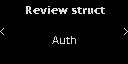 Review struct
< Auth >